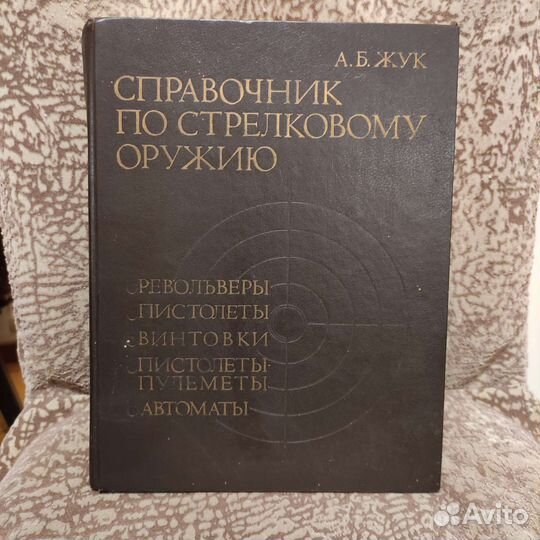 А. Б. ЖУК
СПРАВОЧНИК
ПО СТРЕЛКОВОМУ
ОРУЖИЮ
РЕВОЛЬВЕРЫ
ПИСТОЛЕТЫ
ВИНТОВКИ
ПИСТОЛЕТЫ-
ПУЛЕМЕТЫ
АВТОМАТЫ
Avito